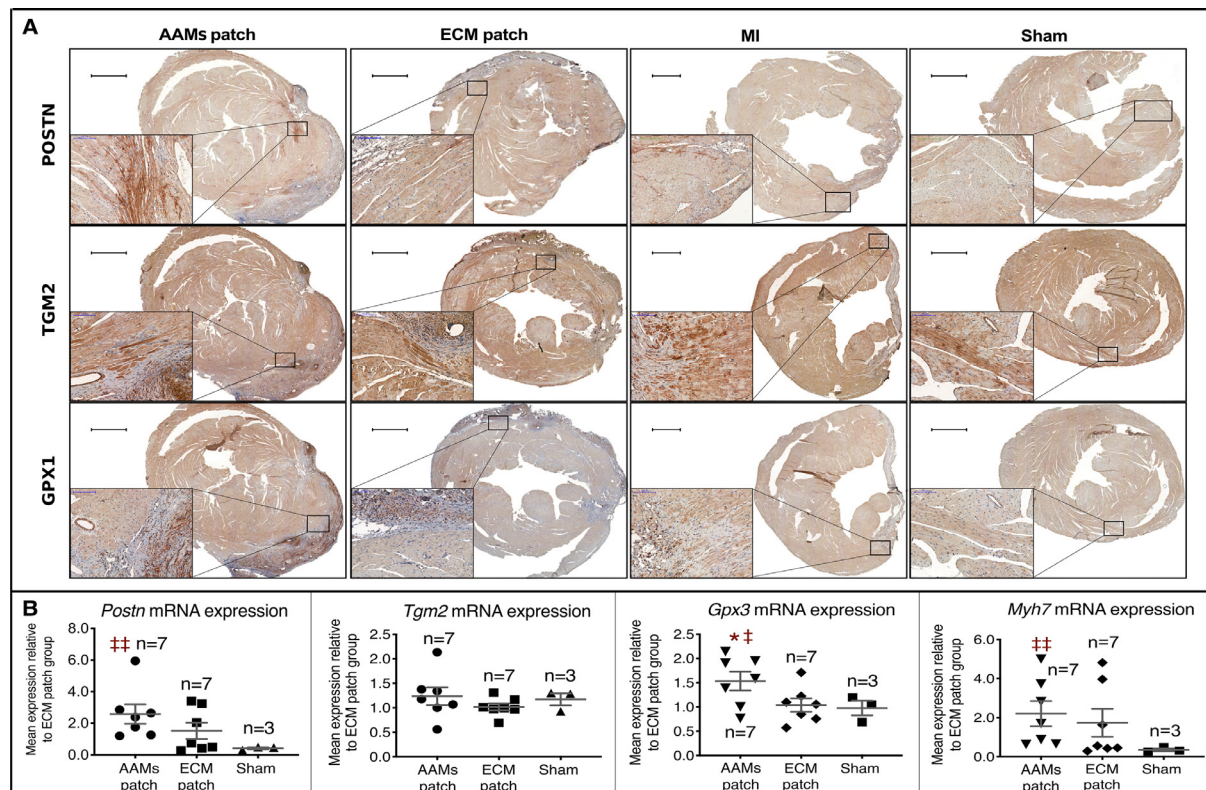 A
AAMs patch
ECM patch
MI
Sham
POSTN
TGM2
GPX1
B
Postn mRNA expression
Mean expression relative
to ECM patch group
8.0
6.0
4.0
2.0
0.0
‡‡ n=7
n=7
n=3
AAMs
patch
ECM
patch
Sham
Tgm2 mRNA expression
Mean expression relative
to ECM patch group
2.5
2.0
1.5
1.0
0.5
0.0
n=7
n=7
n=3
AAMs
patch
ECM
patch
Sham
Gpx3 mRNA expression
Mean expression relative
to ECM patch group
2.5
2.0
1.5
1.0
0.5
0.0
* ‡
n=7
n=7
n=3
AAMs
patch
ECM
patch
Sham
Myh7 mRNA expression
Mean expression relative
to ECM patch group
6.0
4.0
2.0
0.0
‡‡
n=7
n=7
n=3
AAMs
patch
ECM
patch
Sham